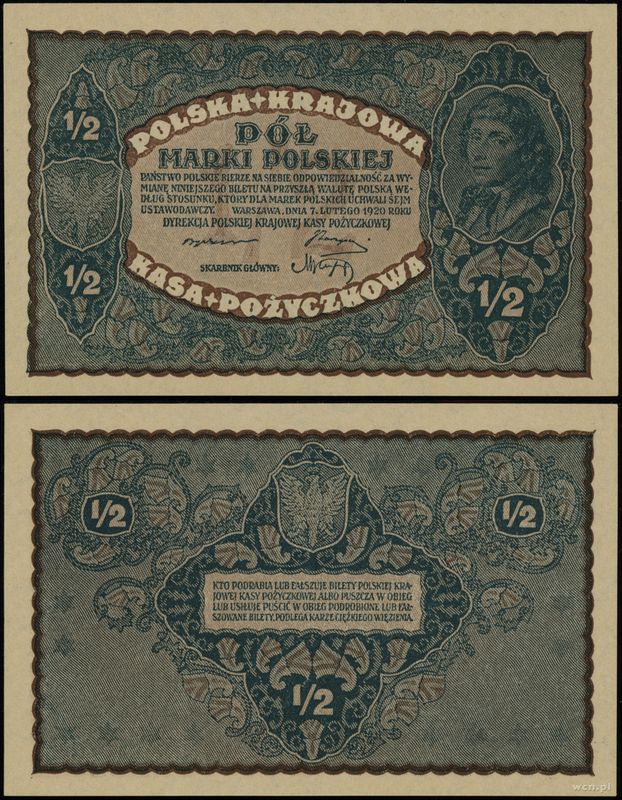 POLSKA KRAJOWA
PÓŁ
MARKI POLSKIEJ
PAŃSTWO POLSKIE BIERZE NA SIEBIE ODPOWIEDZIALNOŚĆ ZA WY-
MIANĘ NINIEJSZEGO BILETU NA PRZYSZŁĄ WALUTĘ POLSKĄ WE-
DŁUG STOSUNKU, KTÓRY DLA MAREK POLSKICH UCHWALI SEJM
USTAWODAWCZY. WARSZAWA, DNIA 7. LUTEGO 1920 ROKU
DYREKCJA POLSKIEJ KRAJOWEJ KASY POŻYCZKOWEJ
SKARBNIK GŁÓWNY:
KASA POŻYCZKOWA
1/2
1/2
1/2
1/2
1/2
KTO PODRABIA LUB FAŁSZUJE BILETY POLSKIEJ KRA-
JOWEJ KASY POŻYCZKOWEJ ALBO PUSZCZA W OBIEG
LUB USIŁUJE PUŚCIĆ W OBIEG PODROBIONE LUB FAŁ-
SZOWANE BILETY, PODLEGA KARZE CIĘŻKIEGO WIĘZIENIA.
1/2
wcn.pl